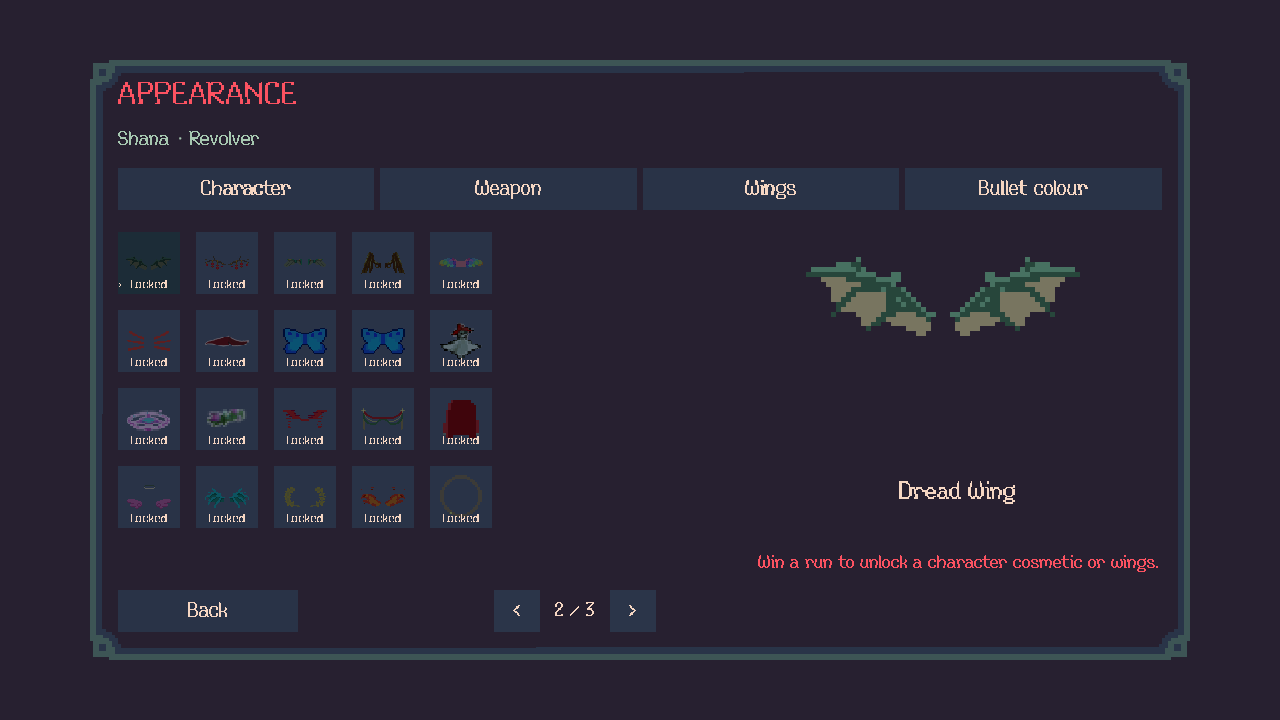 APPEARANCE
Shana · Revolver
Character Weapon Wings Bullet colour
› Locked Locked Locked Locked Locked
Locked Locked Locked Locked Locked
Locked Locked Locked Locked Locked
Locked Locked Locked Locked Locked
Dread Wing
Win a run to unlock a character cosmetic or wings.
Back < 2 / 3 >